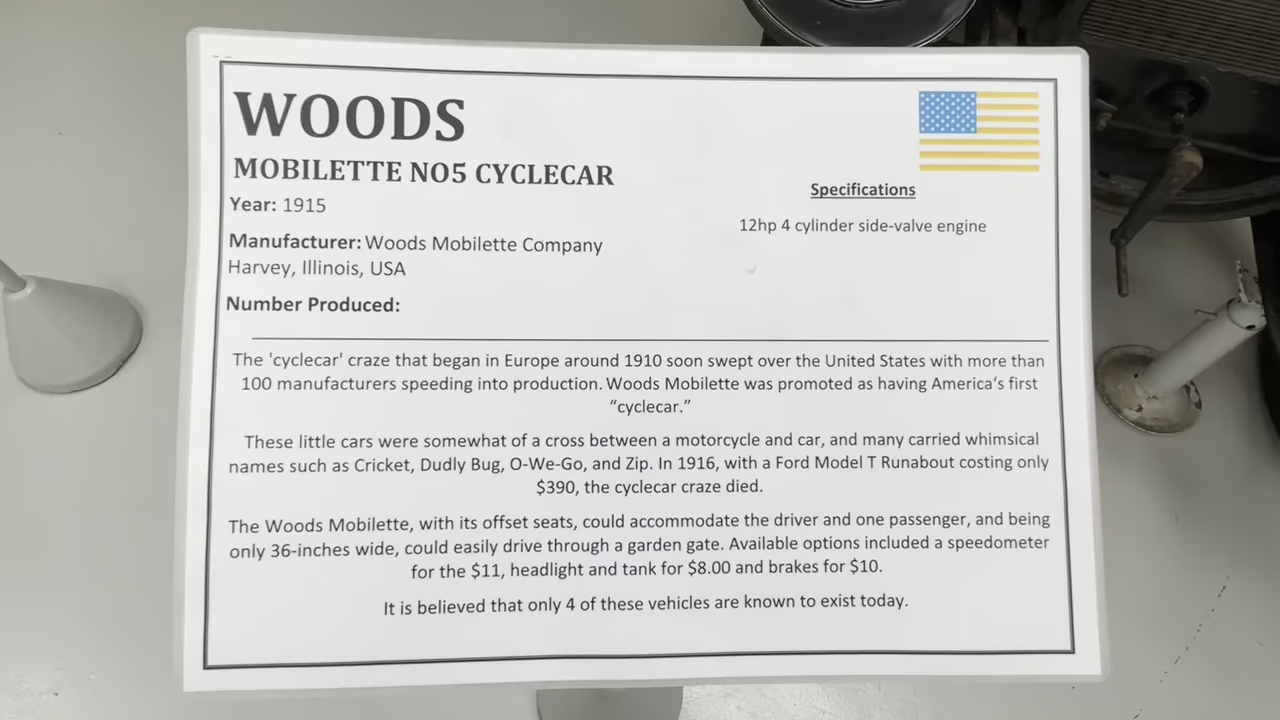 WOODS
MOBILETTE NO5 CYCLECAR
Year: 1915
Manufacturer: Woods Mobilette Company
Harvey, Illinois, USA
Number Produced:
Specifications
12hp 4 cylinder side-valve engine
The 'cyclecar' craze that began in Europe around 1910 soon swept over the United States with more than
100 manufacturers speeding into production. Woods Mobilette was promoted as having America‘s first
“cyclecar.”
These little cars were somewhat of a cross between a motorcycle and car, and many carried whimsical
names such as Cricket, Dudly Bug, O-We-Go, and Zip. In 1916, with a Ford Model T Runabout costing only
$390, the cyclecar craze died.
The Woods Mobilette, with its offset seats, could accommodate the driver and one passenger, and being
only 36-inches wide, could easily drive through a garden gate. Available options included a speedometer
for the $11, headlight and tank for $8.00 and brakes for $10.
It is believed that only 4 of these vehicles are known to exist today.